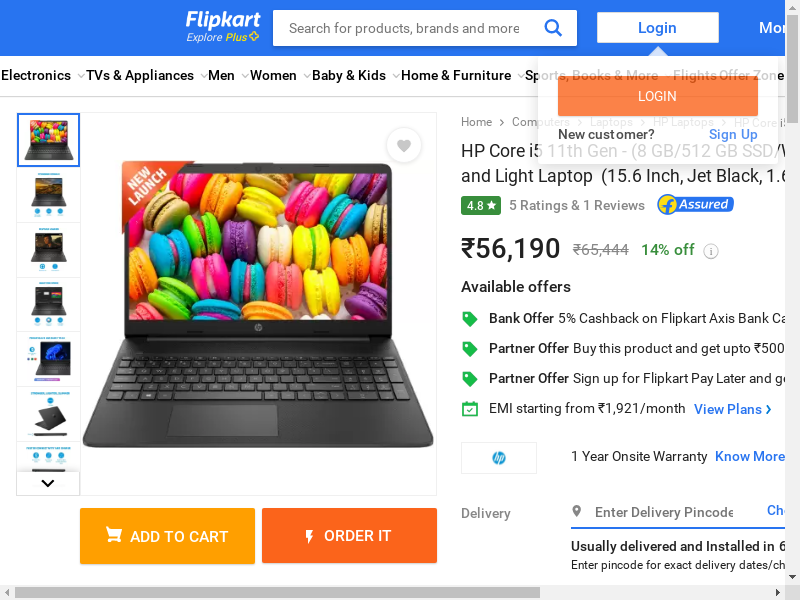 Flipkart
Explore Plus
Search for products, brands and more
Login
Electronics
TVs & Appliances
Men
Women
Baby & Kids
Home & Furniture
Sports, Books & More
Flights
Offer Zone
LOGIN
New customer?
Sign Up
Home
Computers
Laptops
HP Laptops
HP Core i5
HP Core i5 11th Gen - (8 GB/512 GB SSD/W
and Light Laptop (15.6 Inch, Jet Black, 1.6
4.8 ★
5 Ratings & 1 Reviews
Assured
NEW LAUNCH
₹56,190
₹65,444
14% off
Available offers
Bank Offer 5% Cashback on Flipkart Axis Bank Ca
Partner Offer Buy this product and get upto ₹500
Partner Offer Sign up for Flipkart Pay Later and ge
EMI starting from ₹1,921/month
View Plans
hp
1 Year Onsite Warranty
Know More
Delivery
Enter Delivery Pincode
Usually delivered and Installed in 6
Enter pincode for exact delivery dates/ch
ADD TO CART
ORDER IT